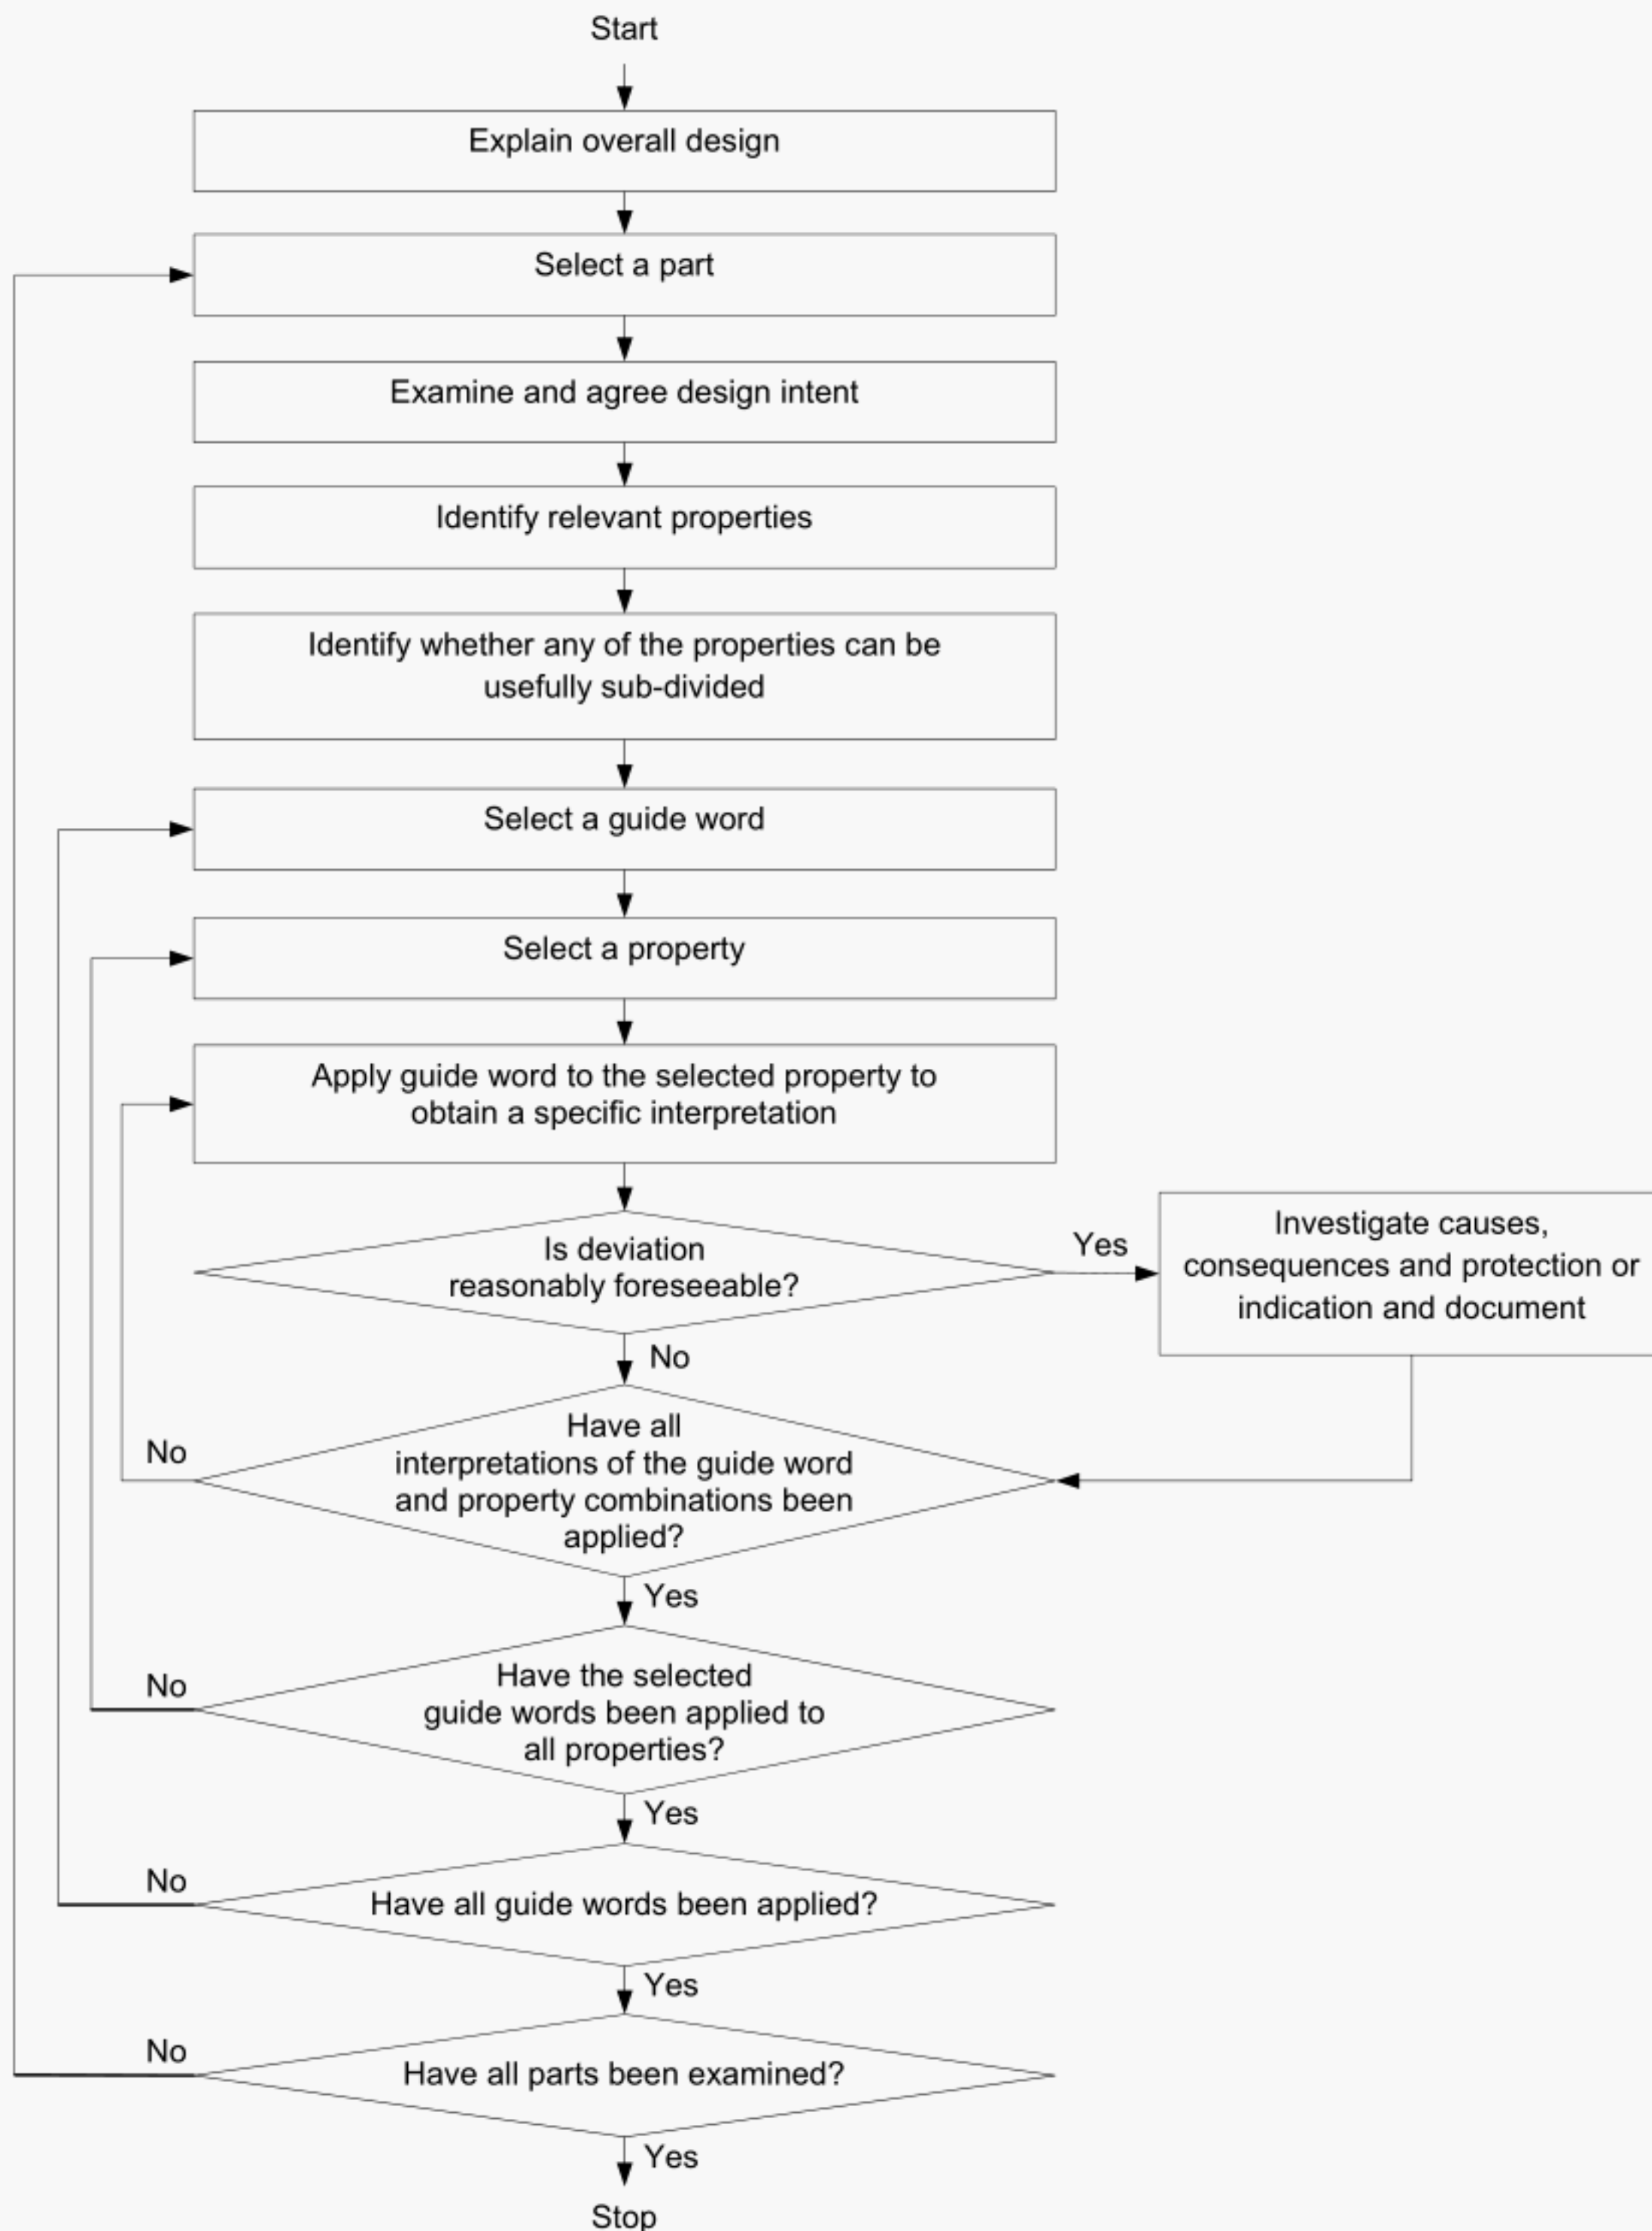 Start
Explain overall design
Select a part
Examine and agree design intent
Identify relevant properties
Identify whether any of the properties can be
usefully sub-divided
Select a guide word
Select a property
Apply guide word to the selected property to
obtain a specific interpretation
Is deviation
reasonably foreseeable?
Yes
Investigate causes,
consequences and protection or
indication and document
No
Have all
interpretations of the guide word
and property combinations been
applied?
No
Yes
Have the selected
guide words been applied to
all properties?
No
Yes
Have all guide words been applied?
No
Yes
Have all parts been examined?
No
Yes
Stop